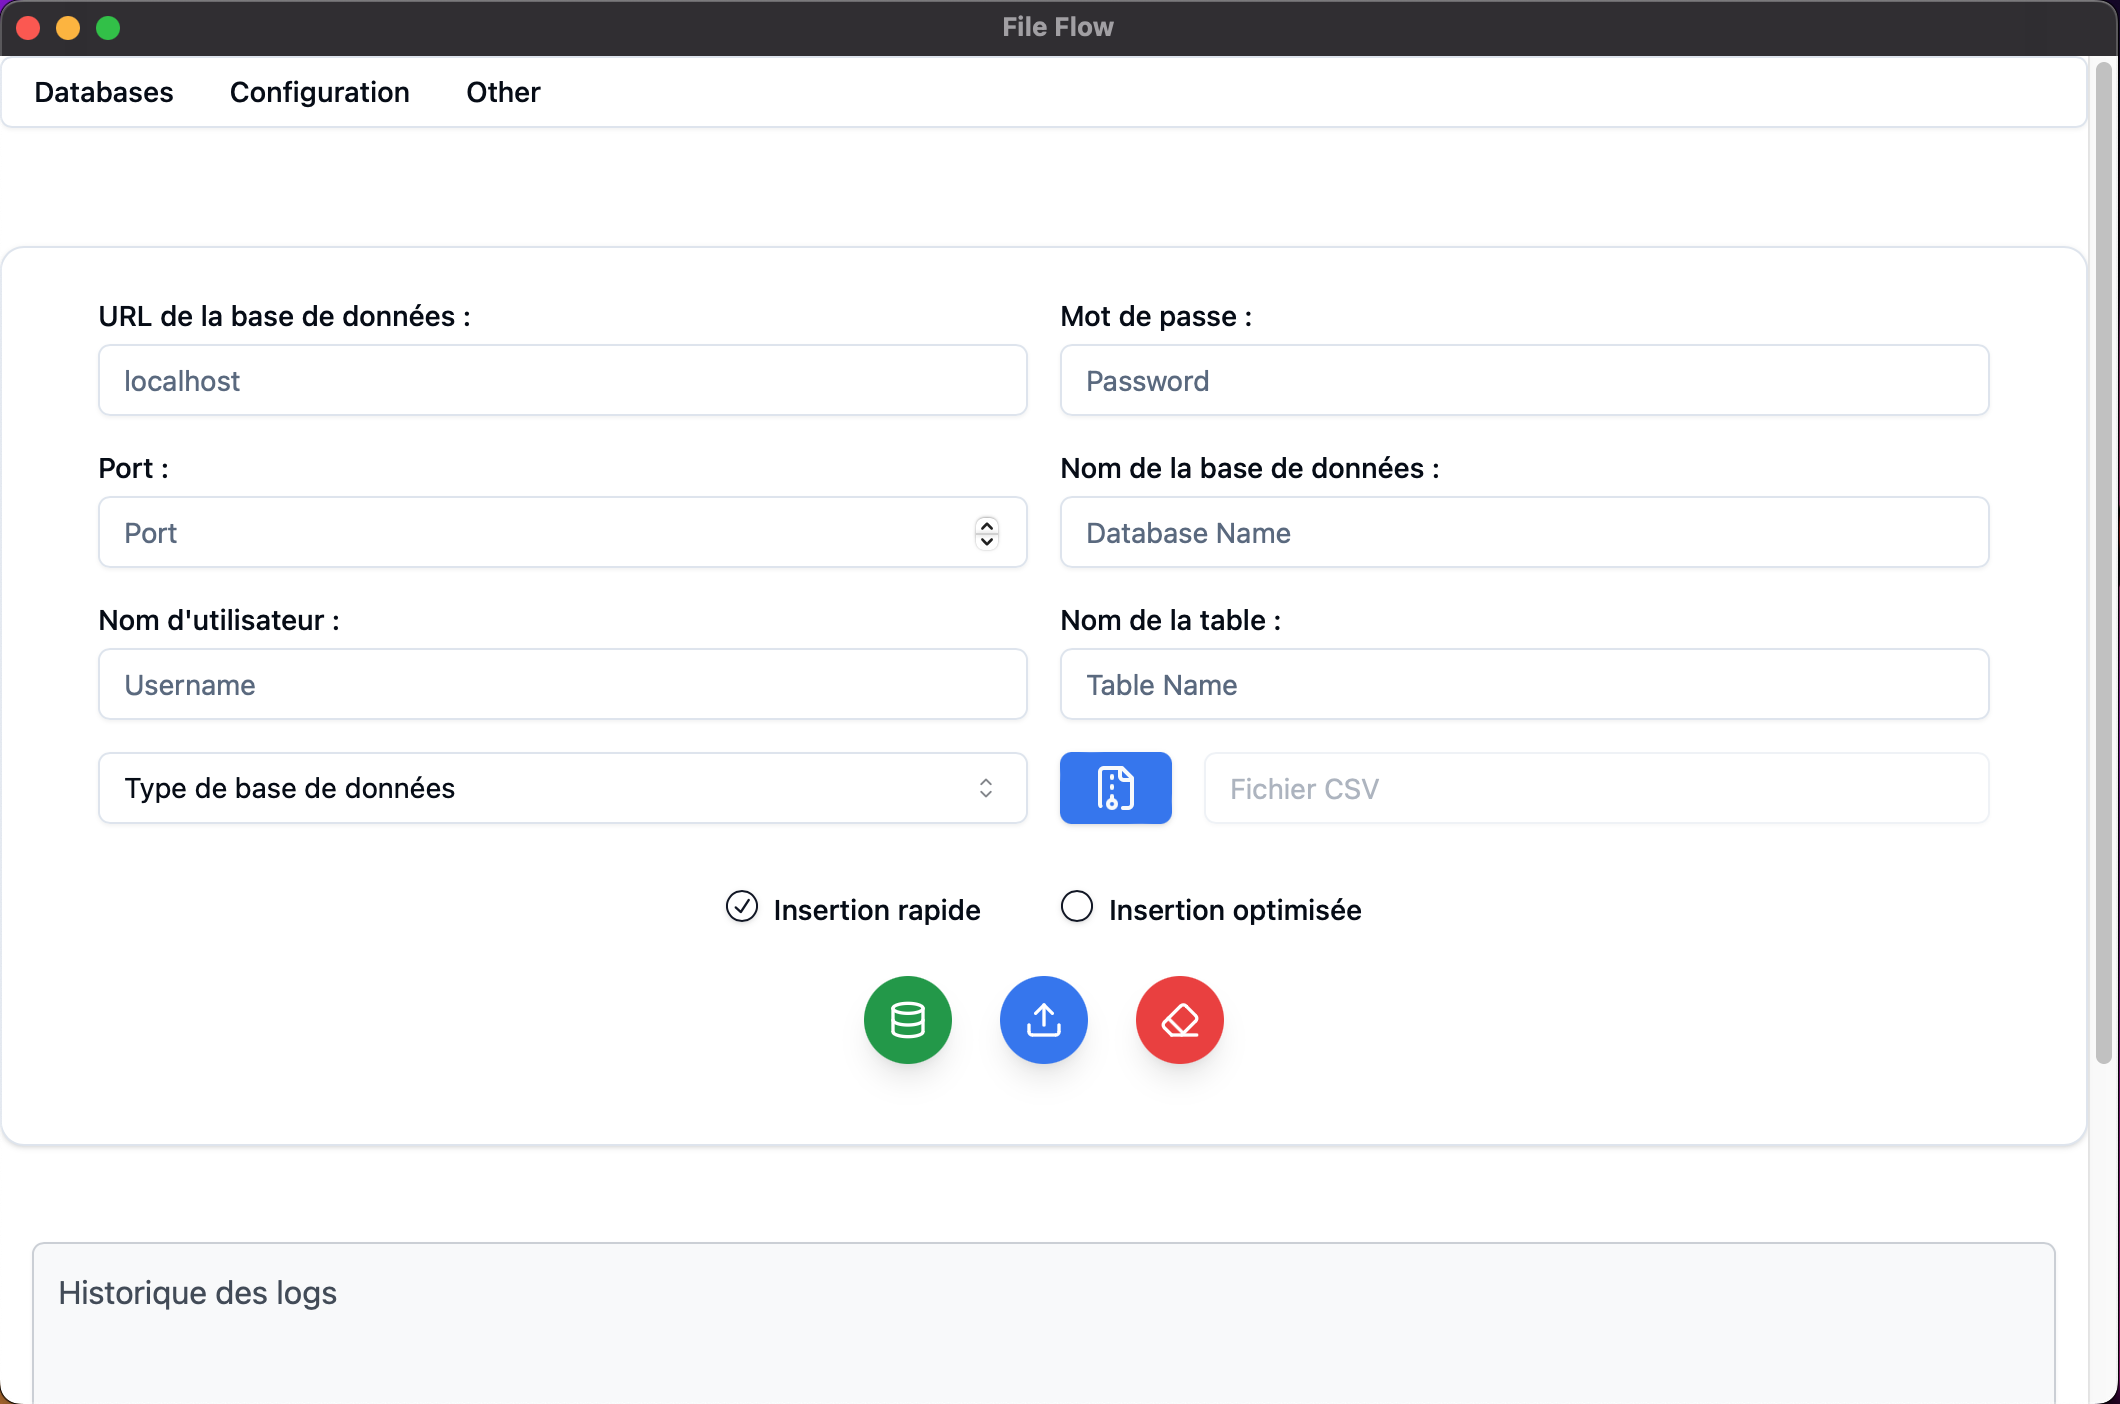 File Flow
Databases Configuration Other
URL de la base de données :
localhost
Mot de passe :
Password
Port :
Port
Nom de la base de données :
Database Name
Nom d'utilisateur :
Username
Nom de la table :
Table Name
Type de base de données
Fichier CSV
Insertion rapide
Insertion optimisée
Historique des logs